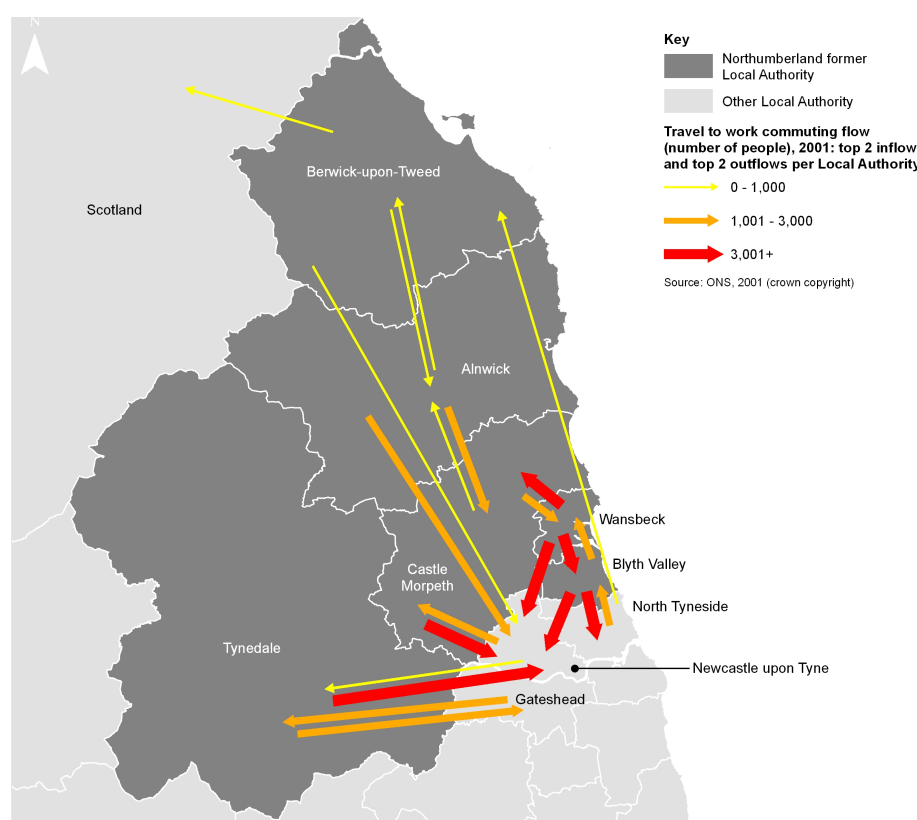 N
Key
Northumberland former
Local Authority
Other Local Authority
Travel to work commuting flow
(number of people), 2001: top 2 inflow
and top 2 outflows per Local Authority
0 - 1,000
1,001 - 3,000
3,001+
Source: ONS, 2001 (crown copyright)
Berwick-upon-Tweed
Scotland
Alnwick
Wansbeck
Blyth Valley
Castle
Morpeth
North Tyneside
Tynedale
Newcastle upon Tyne
Gateshead